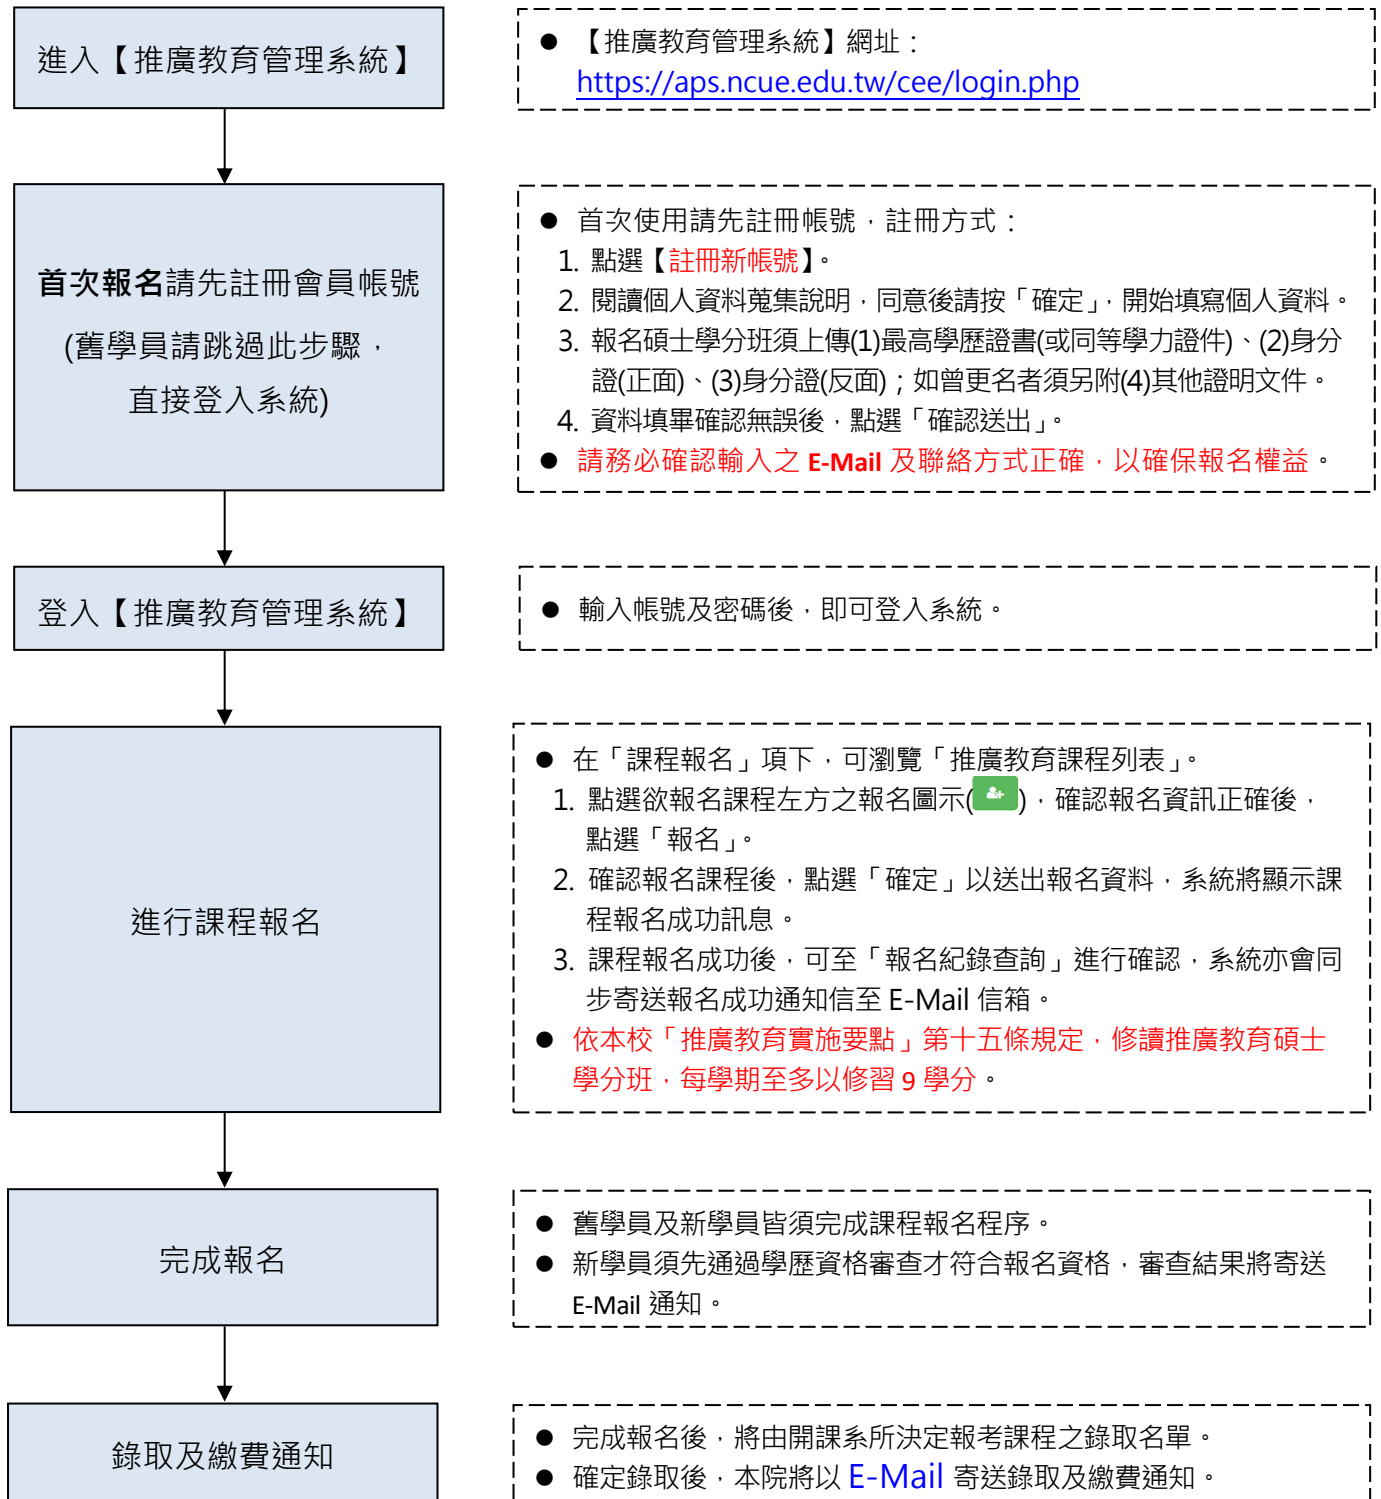 進入【推廣教育管理系統】
● 【推廣教育管理系統】網址：
https://aps.ncue.edu.tw/cee/login.php
首次報名請先註冊會員帳號
(舊學員請跳過此步驟，
直接登入系統)
● 首次使用請先註冊帳號，註冊方式：
1. 點選【註冊新帳號】。
2. 閱讀個人資料蒐集說明，同意後請按「確定」，開始填寫個人資料。
3. 報名碩士學分班須上傳(1)最高學歷證書(或同等學力證件)、(2)身分
證(正面)、(3)身分證(反面)；如曾更名者須另附(4)其他證明文件。
4. 資料填畢確認無誤後，點選「確認送出」。
● 請務必確認輸入之 E-Mail 及聯絡方式正確，以確保報名權益。
登入【推廣教育管理系統】
● 輸入帳號及密碼後，即可登入系統。
進行課程報名
● 在「課程報名」項下，可瀏覽「推廣教育課程列表」。
1. 點選欲報名課程左方之報名圖示()，確認報名資訊正確後，
點選「報名」。
2. 確認報名課程後，點選「確定」以送出報名資料，系統將顯示課
程報名成功訊息。
3. 課程報名成功後，可至「報名紀錄查詢」進行確認，系統亦會同
步寄送報名成功通知信至 E-Mail 信箱。
● 依本校「推廣教育實施要點」第十五條規定，修讀推廣教育碩士
學分班，每學期至多以修習 9 學分。
完成報名
● 舊學員及新學員皆須完成課程報名程序。
● 新學員須先通過學歷資格審查才符合報名資格，審查結果將寄送
E-Mail 通知。
錄取及繳費通知
● 完成報名後，將由開課系所決定報考課程之錄取名單。
● 確定錄取後，本院將以 E-Mail 寄送錄取及繳費通知。